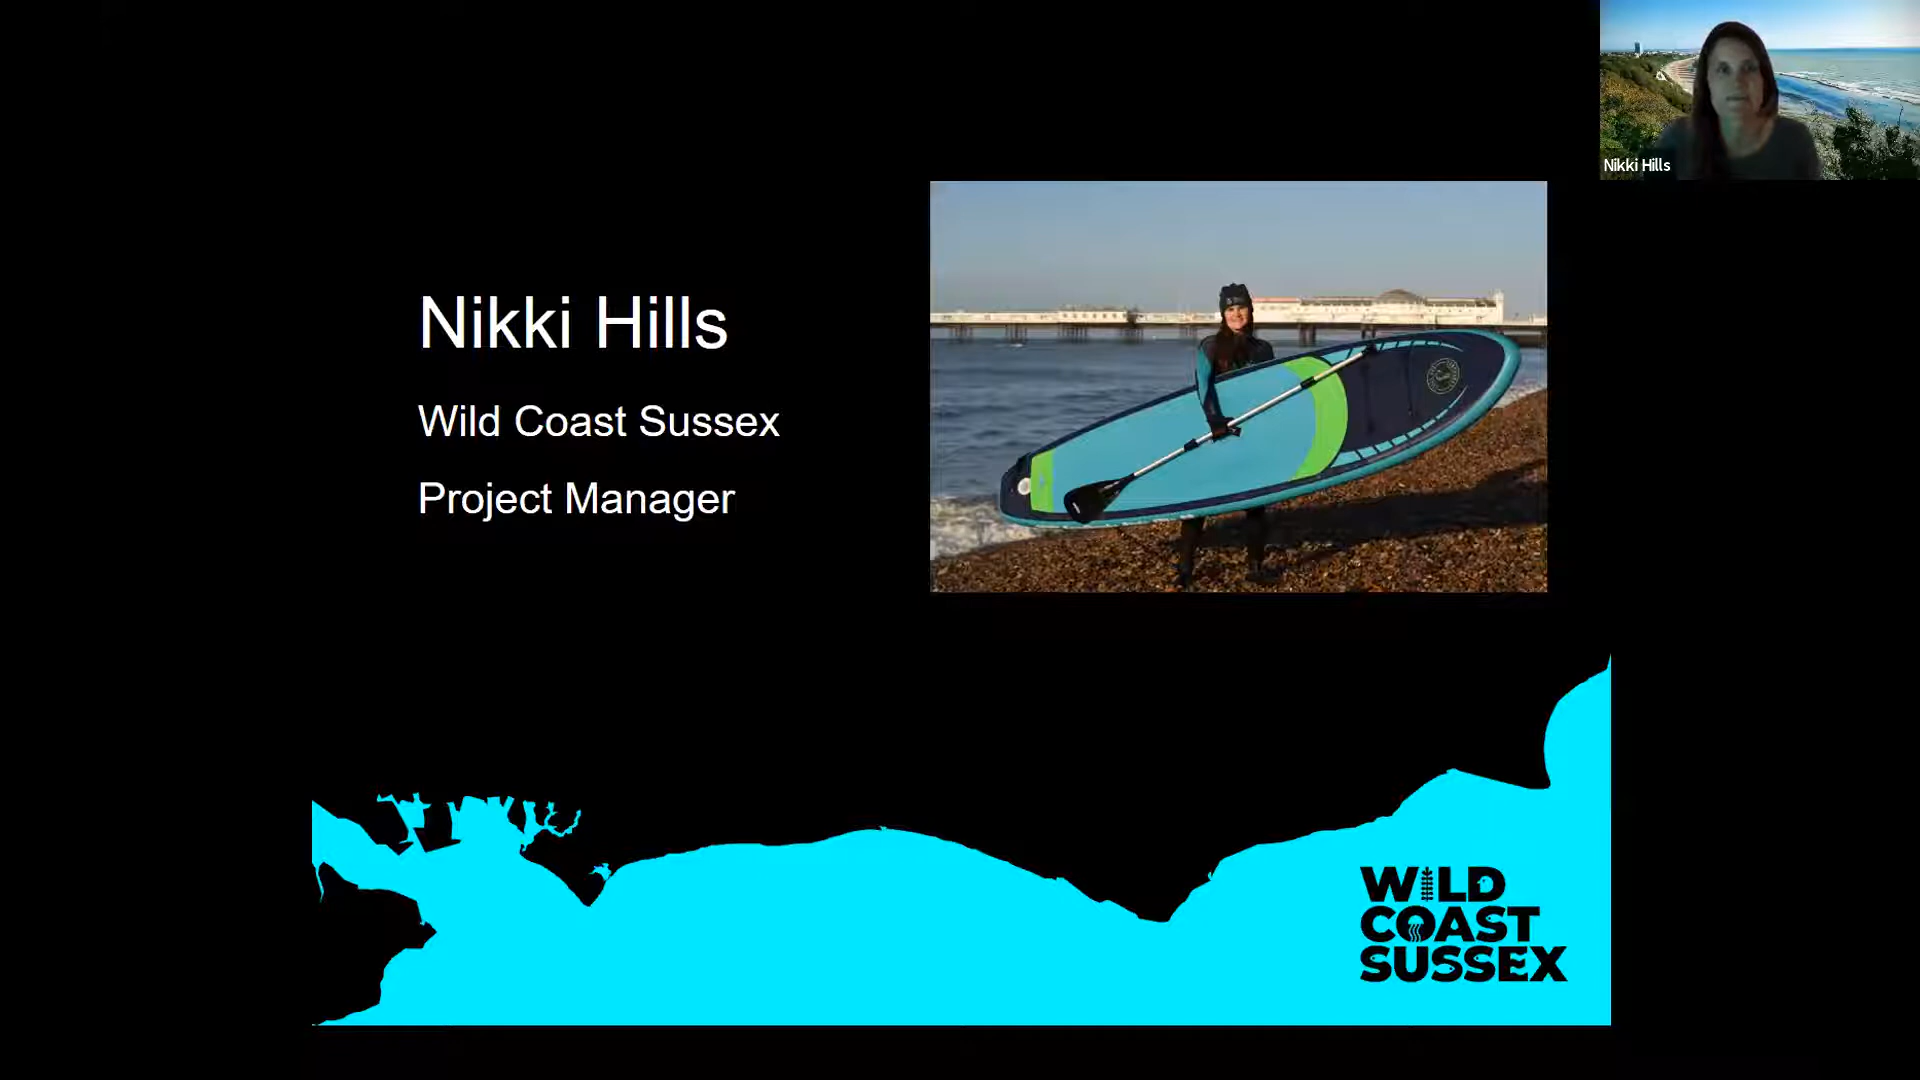 Nikki Hills
Nikki Hills
Wild Coast Sussex
Project Manager
WILD
COAST
SUSSEX